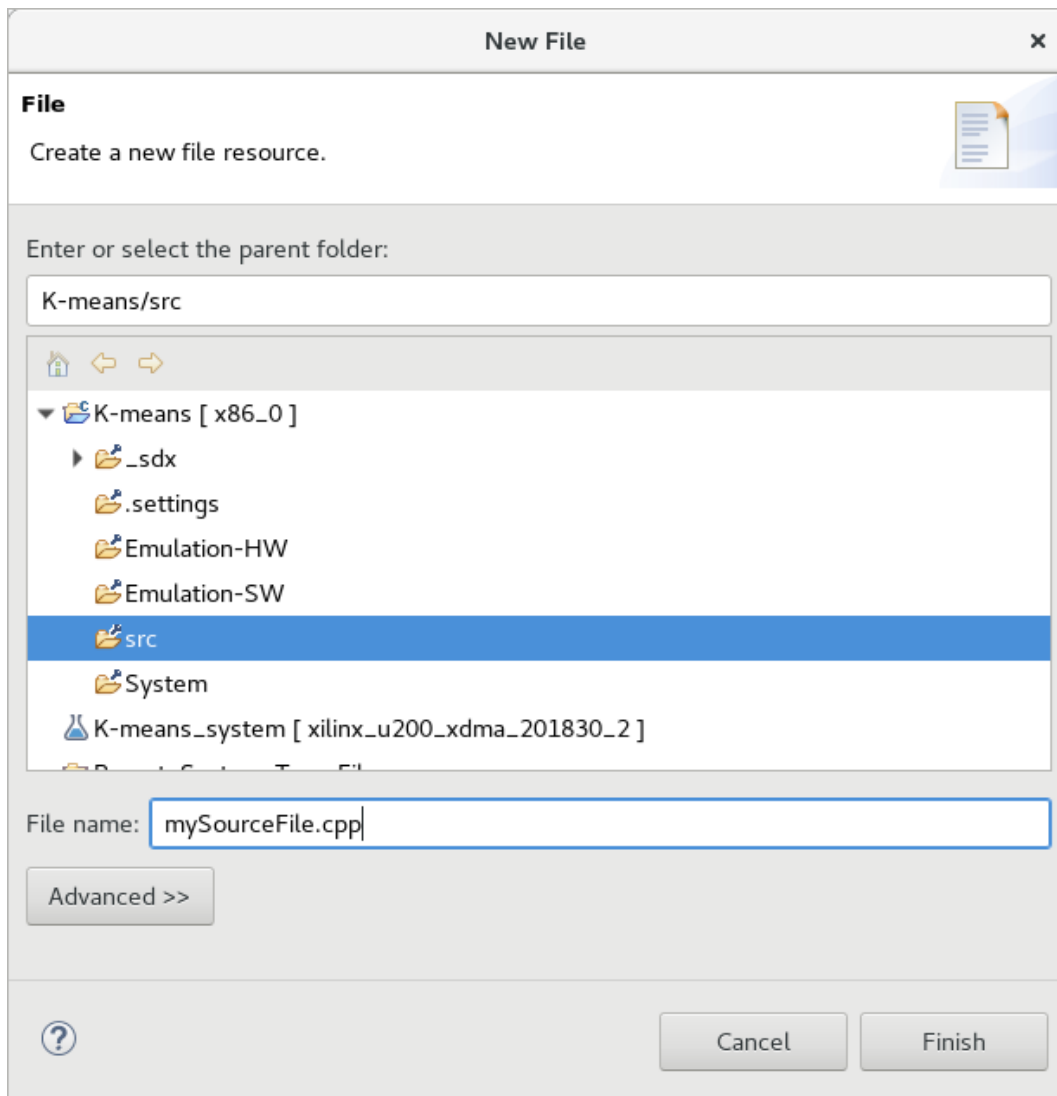 New File
File
Create a new file resource.
Enter or select the parent folder:
K-means/src
K-means [ x86_0 ]
_sdx
.settings
Emulation-HW
Emulation-SW
src
System
K-means_system [ xilinx_u200_xdma_201830_2 ]
File name: mySourceFile.cpp
Advanced >>
Cancel Finish